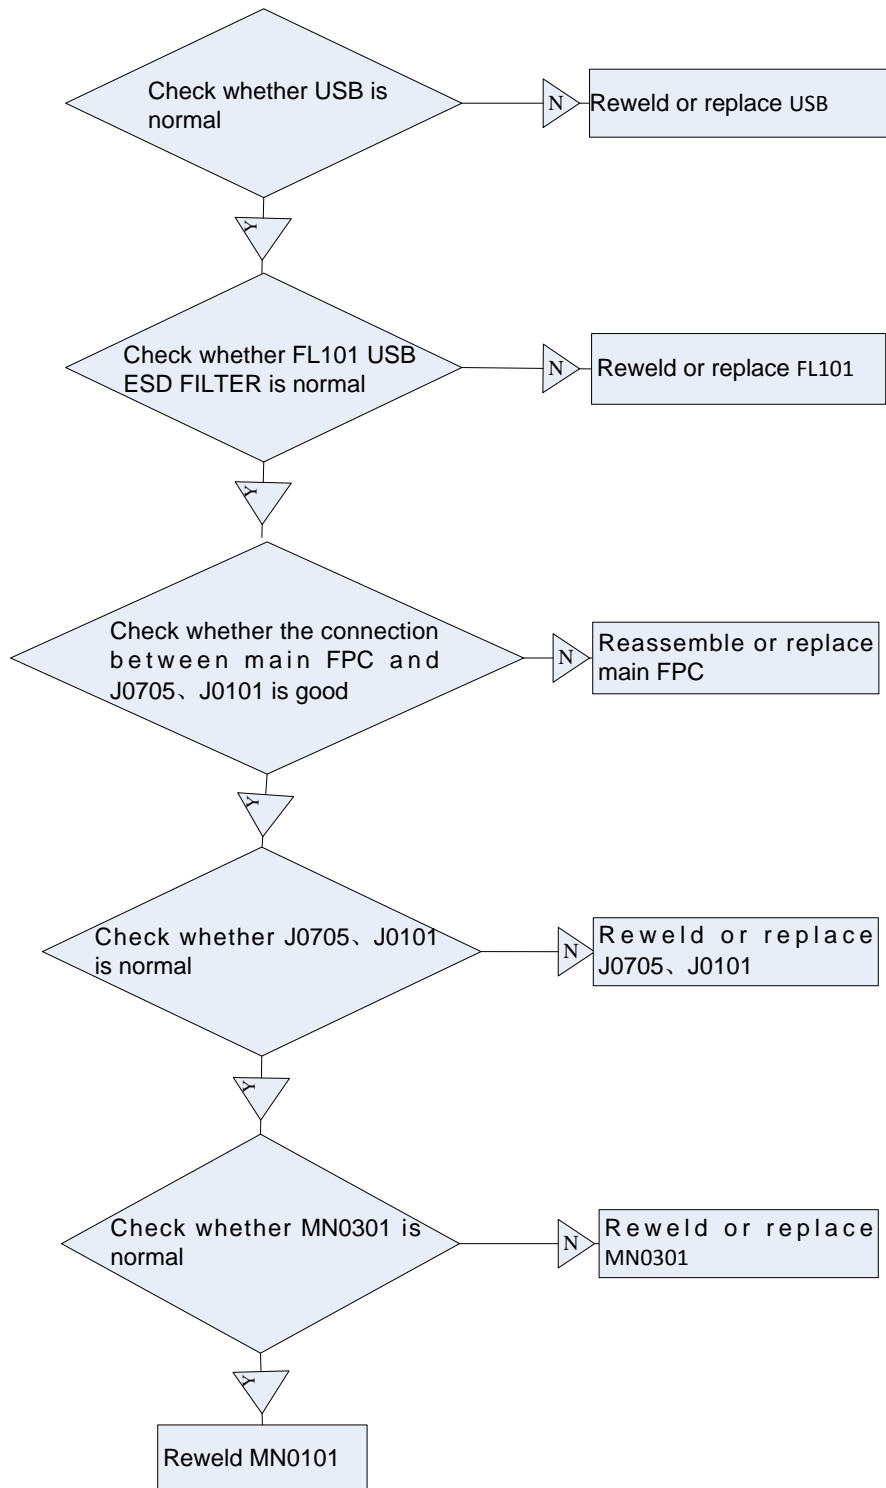 Check whether USB is
normal
N
Reweld or replace USB
Y
Check whether FL101 USB
ESD FILTER is normal
N
Reweld or replace FL101
Y
Check whether the connection
between main FPC and
J0705、J0101 is good
N
Reassemble or replace
main FPC
Y
Check whether J0705、J0101
is normal
N
Reweld or replace
J0705、J0101
Y
Check whether MN0301 is
normal
N
Reweld or replace
MN0301
Y
Reweld MN0101